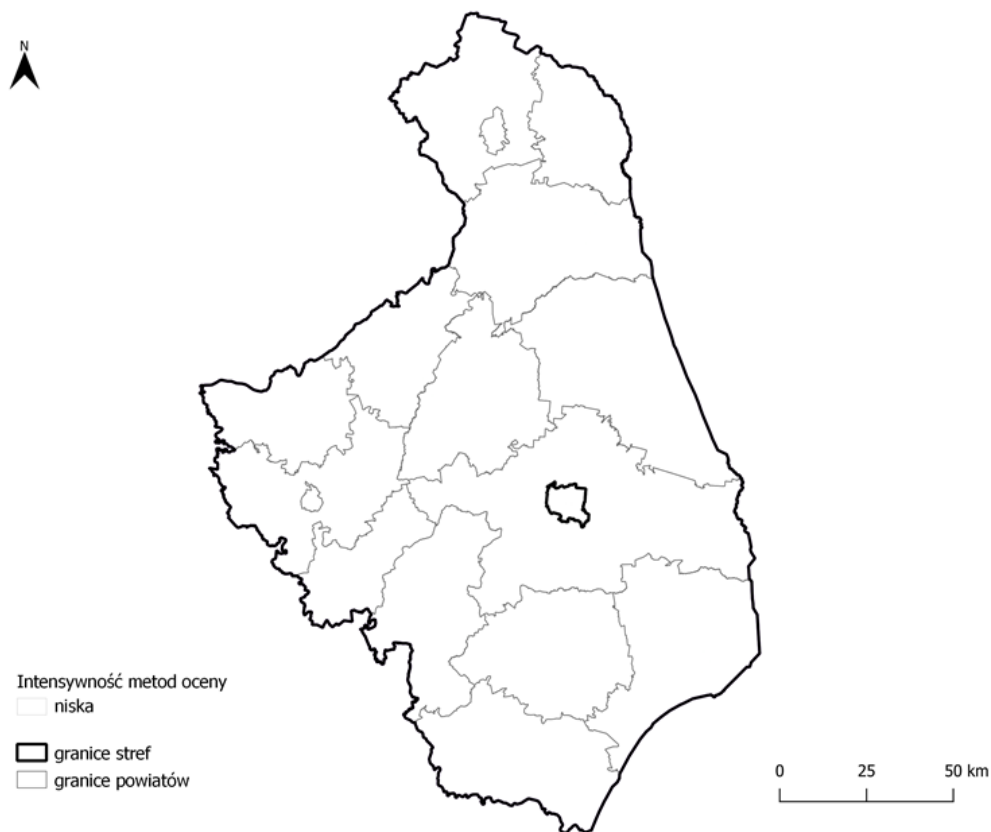 N
Intensywność metod oceny
niska
granice stref
granice powiatów
0 25 50 km